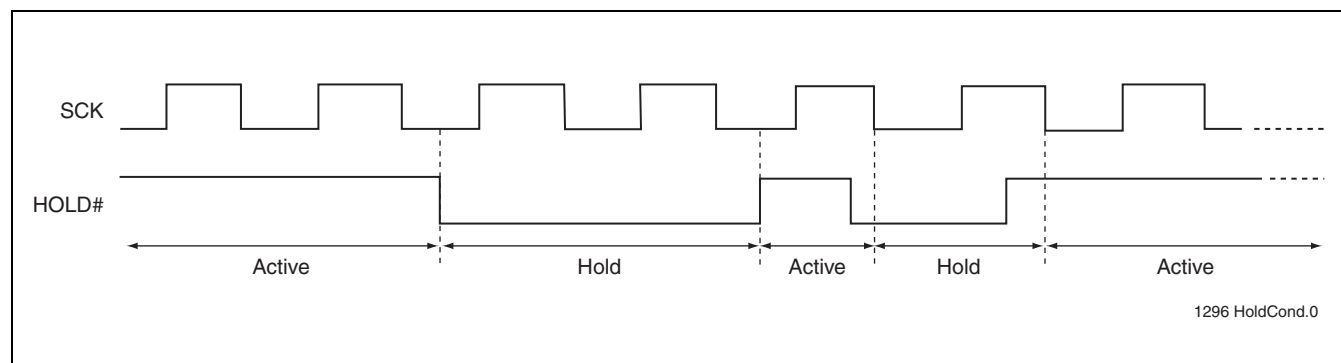 SCK
HOLD#
Active
Hold
Active
Hold
Active
1296 HoldCond.0